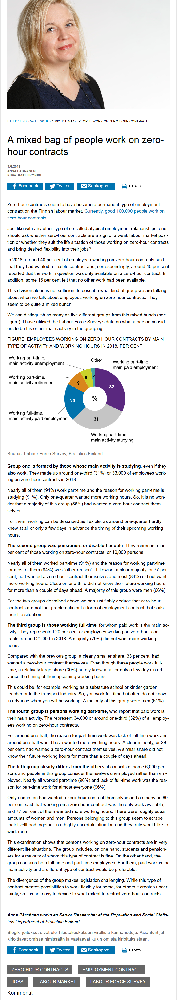 ETUSIVU > BLOGIT > 2019 > A MIXED BAG OF PEOPLE WORK ON ZERO-HOUR CONTRACTS
A mixed bag of people work on zero-
hour contracts
3.6.2019
ANNA PÄRNÄNEN
KUVA: KARI LIKONEN
Facebook Twitter Sähköposti Tulosta
Zero-hour contracts seem to have become a permanent type of employment
contract on the Finnish labour market. Currently, good 100,000 people work on
zero-hour contracts.
Just like with any other type of so-called atypical employment relationships, one
should ask whether zero-hour contracts are a sign of a weak labour market posi-
tion or whether they suit the life situation of those working on zero-hour contracts
and bring desired flexibility into their jobs?
In 2018, around 40 per cent of employees working on zero-hour contracts said
that they had wanted a flexible contract and, correspondingly, around 40 per cent
reported that the work in question was only available on a zero-hour contract. In
addition, some 15 per cent felt that no other work had been available.
This division alone is not sufficient to describe what kind of group we are talking
about when we talk about employees working on zero-hour contracts. They
seem to be quite a mixed bunch.
We can distinguish as many as five different groups from this mixed bunch (see
figure). I have utilised the Labour Force Survey's data on what a person consid-
ers to be his or her main activity in the grouping.
FIGURE. EMPLOYEES WORKING ON ZERO HOUR CONTRACTS BY MAIN
TYPE OF ACTIVITY AND WORKING HOURS IN 2018, PER CENT
Working part-time,
main activity unemployment
Other
Working part-time,
main paid employment
Working part-time,
main activity retirement
6
2
9
32
20
%
Working full-time,
main activity paid employment
31
Working part-time,
main activity studying
Source: Labour Force Survey, Statistics Finland
Group one is formed by those whose main activity is studying, even if they
also work. They made up around one-third (31%) or 33,000 of employees work-
ing on zero-hour contracts in 2018.
Nearly all of them (94%) work part-time and the reason for working part-time is
studying (91%). Only one-quarter wanted more working hours. So, it is no won-
der that a majority of this group (56%) had wanted a zero-hour contract them-
selves.
For them, working can be described as flexible, as around one-quarter hardly
knew at all or only a few days in advance the timing of their upcoming working
hours.
The second group was pensioners or disabled people. They represent nine
per cent of those working on zero-hour contracts, or 10,000 persons.
Nearly all of them worked part-time (91%) and the reason for working part-time
for most of them (84%) was “other reason”. Likewise, a clear majority, or 77 per
cent, had wanted a zero-hour contract themselves and most (84%) did not want
more working hours. Close on one-third did not know their future working hours
for more than a couple of days ahead. A majority of this group were men (66%).
For the two groups described above we can justifiably deduce that zero-hour
contracts are not that problematic but a form of employment contract that suits
their life situation.
The third group is those working full-time, for whom paid work is the main ac-
tivity. They represented 20 per cent or employees working on zero-hour con-
tracts, around 21,000 in 2018. A majority (79%) did not want more working
hours.
Compared with the previous group, a clearly smaller share, 33 per cent, had
wanted a zero-hour contract themselves. Even though these people work full-
time, a relatively large share (30%) hardly knew at all or only a few days in ad-
vance the timing of their upcoming working hours.
This could be, for example, working as a substitute school or kinder garden
teacher or in the transport industry. So, you work full-time but often do not know
in advance when you will be working. A majority of this group were men (61%).
The fourth group is persons working part-time, who report that paid work is
their main activity. The represent 34,000 or around one-third (32%) of all employ-
ees working on zero-hour contracts.
For around one-half, the reason for part-time work was lack of full-time work and
around one-half would have wanted more working hours. A clear minority, or 29
per cent, had wanted a zero-hour contract themselves. A similar share did not
know their future working hours for more than a couple of days ahead.
The fifth group clearly differs from the others; it consists of some 6,000 per-
sons and people in this group consider themselves unemployed rather than em-
ployed. Nearly all worked part-time (96%) and lack of full-time work was the rea-
son for part-time work for almost everyone (96%).
Only one in ten had wanted a zero-hour contract themselves and as many as 60
per cent said that working on a zero-hour contract was the only work available,
and 77 per cent of them wanted more working hours. There were roughly equal
amounts of women and men. Persons belonging to this group seem to scrape
their livelihood together in a highly uncertain situation and they truly would like to
work more.
This examination shows that persons working on zero-hour contracts are in very
different life situations. The group includes, on one hand, students and pension-
ers for a majority of whom this type of contract is fine. On the other hand, the
group contains both full-time and part-time employees. For them, paid work is the
main activity and a different type of contract would be preferable.
The divergence of the group makes legislation challenging. While this type of
contract creates possibilities to work flexibly for some, for others it creates uncer-
tainty, so it is not easy to decide to what extent to restrict zero-hour contracts.
Anna Pärnänen works as Senior Researcher at the Population and Social Statis-
tics Department at Statistics Finland.
Blogikirjoitukset eivät ole Tilastokeskuksen virallisia kannanottoja. Asiantuntijat
kirjoittavat omissa nimissään ja vastaavat kukin omista kirjoituksistaan.
Facebook Twitter Sähköposti Tulosta
ZERO-HOUR CONTRACTS EMPLOYMENT CONTRACT
JOBS LABOUR MARKET LABOUR FORCE SURVEY
Kommentit